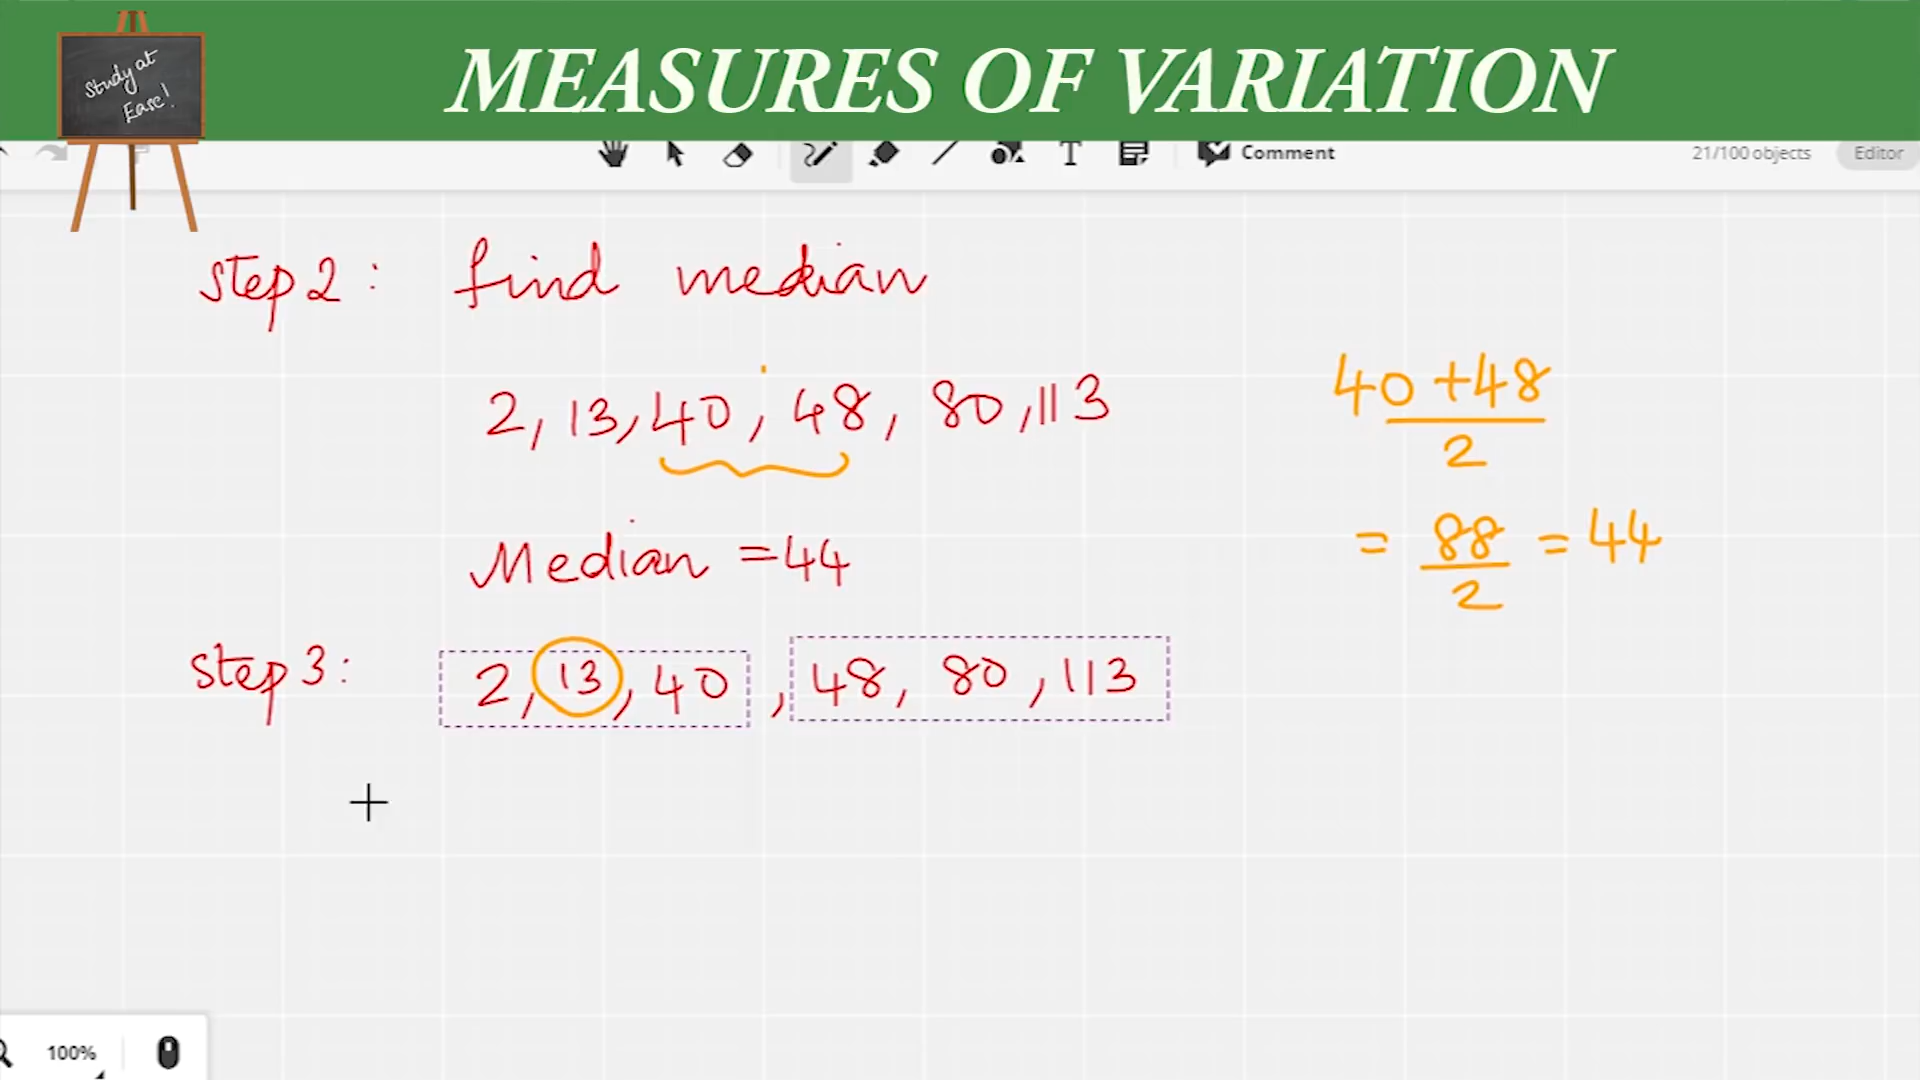 Study at
Ease!
MEASURES OF VARIATION
T
Comment
21/100 objects
Editor
Step 2 : find median
2, 13, 40, 48, 80, 113
40 + 48
2
Median = 44
= 88 = 44
2
Step 3: 2, 13, 40, 48, 80, 113
100%